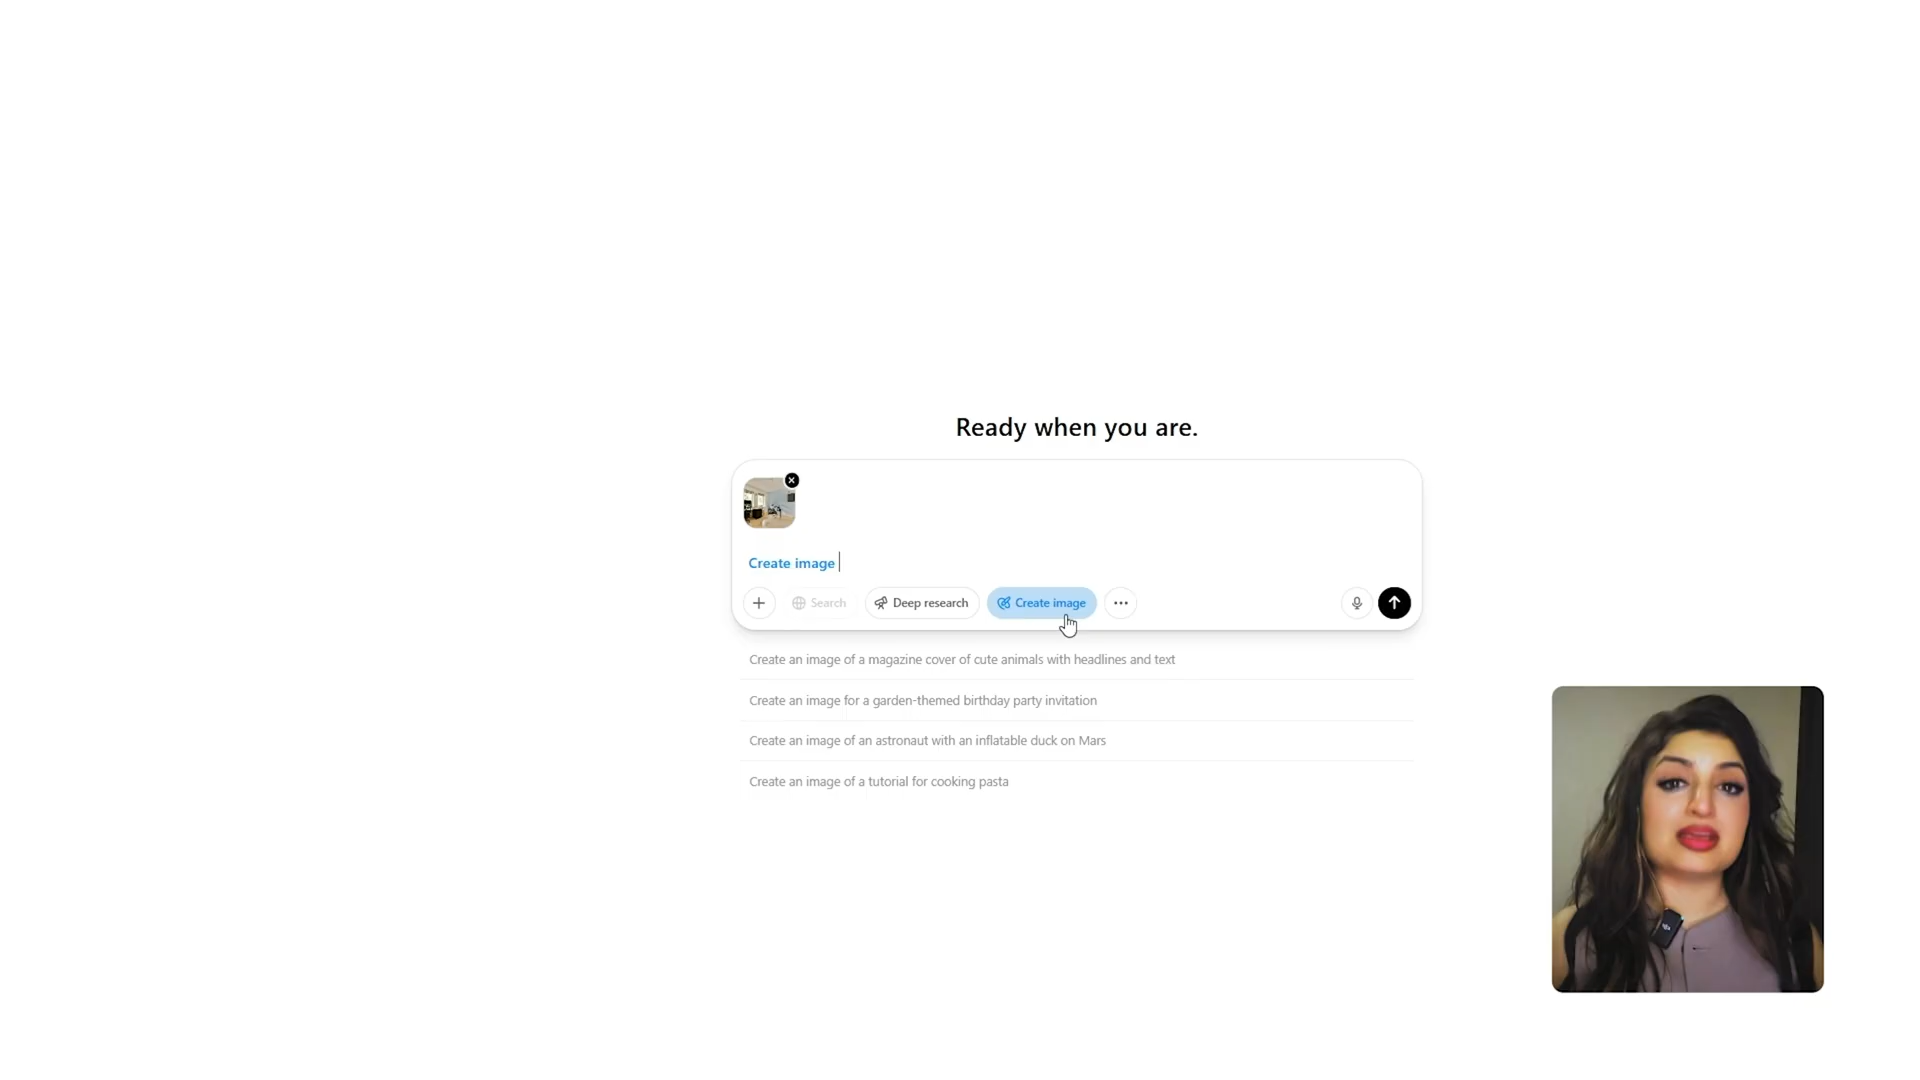 Ready when you are.
Create image
Search
Deep research
Create image
Create an image of a magazine cover of cute animals with headlines and text
Create an image for a garden-themed birthday party invitation
Create an image of an astronaut with an inflatable duck on Mars
Create an image of a tutorial for cooking pasta